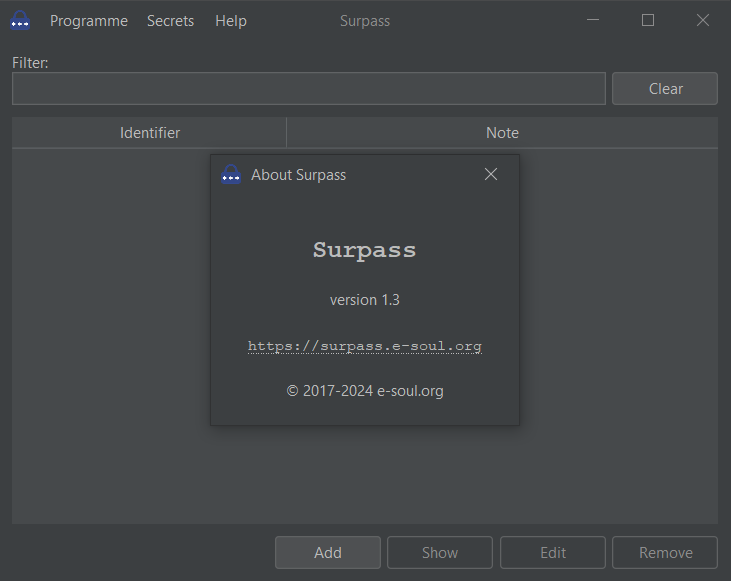 Programme Secrets Help Surpass
Filter:
Clear
Identifier Note
About Surpass
Surpass
version 1.3
https://surpass.e-soul.org
© 2017-2024 e-soul.org
Add Show Edit Remove